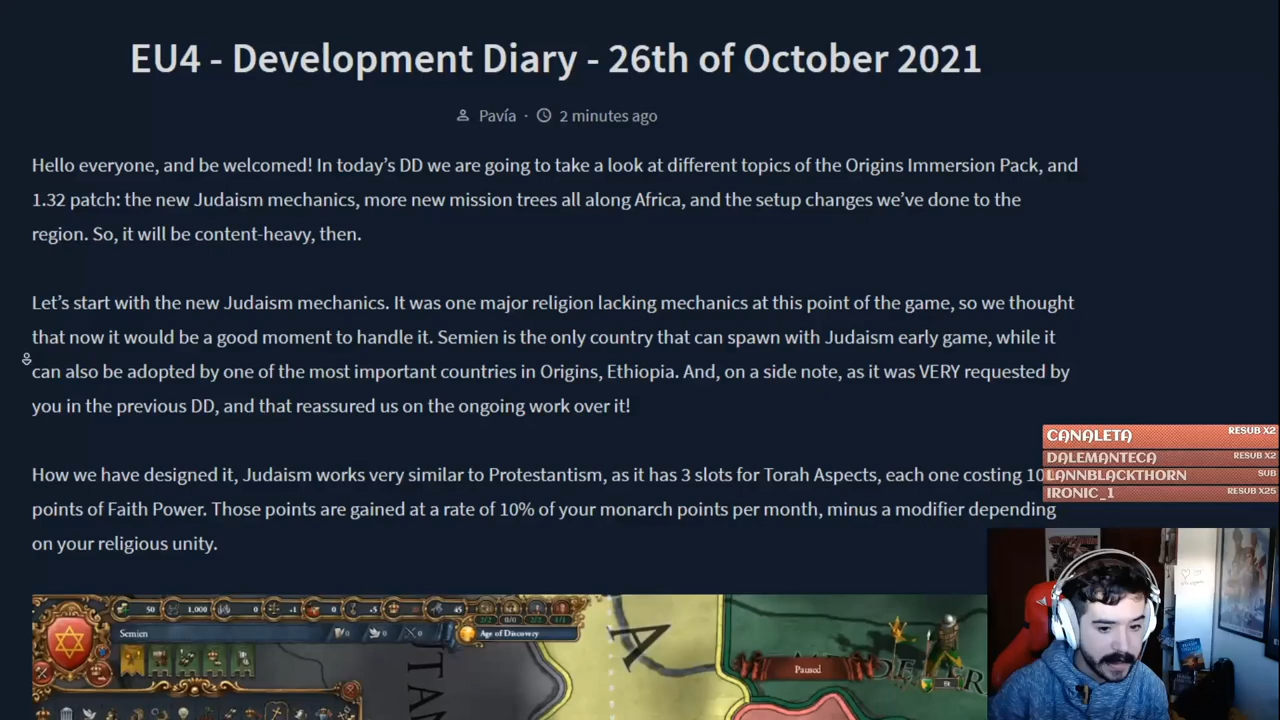 EU4 - Development Diary - 26th of October 2021
Pavía · 2 minutes ago
Hello everyone, and be welcomed! In today’s DD we are going to take a look at different topics of the Origins Immersion Pack, and
1.32 patch: the new Judaism mechanics, more new mission trees all along Africa, and the setup changes we’ve done to the
region. So, it will be content-heavy, then.
Let’s start with the new Judaism mechanics. It was one major religion lacking mechanics at this point of the game, so we thought
that now it would be a good moment to handle it. Semien is the only country that can spawn with Judaism early game, while it
can also be adopted by one of the most important countries in Origins, Ethiopia. And, on a side note, as it was VERY requested by
you in the previous DD, and that reassured us on the ongoing work over it!
CANALETA RESUB X2
DALEMANTECA RESUB X2
LANNBLACKTHORN SUB
IRONIC_1 RESUB X25
How we have designed it, Judaism works very similar to Protestantism, as it has 3 slots for Torah Aspects, each one costing 10
points of Faith Power. Those points are gained at a rate of 10% of your monarch points per month, minus a modifier depending
on your religious unity.
50 1,000 0 +1 0 +5 45
Semien 0 0 0 Age of Discovery
Paused